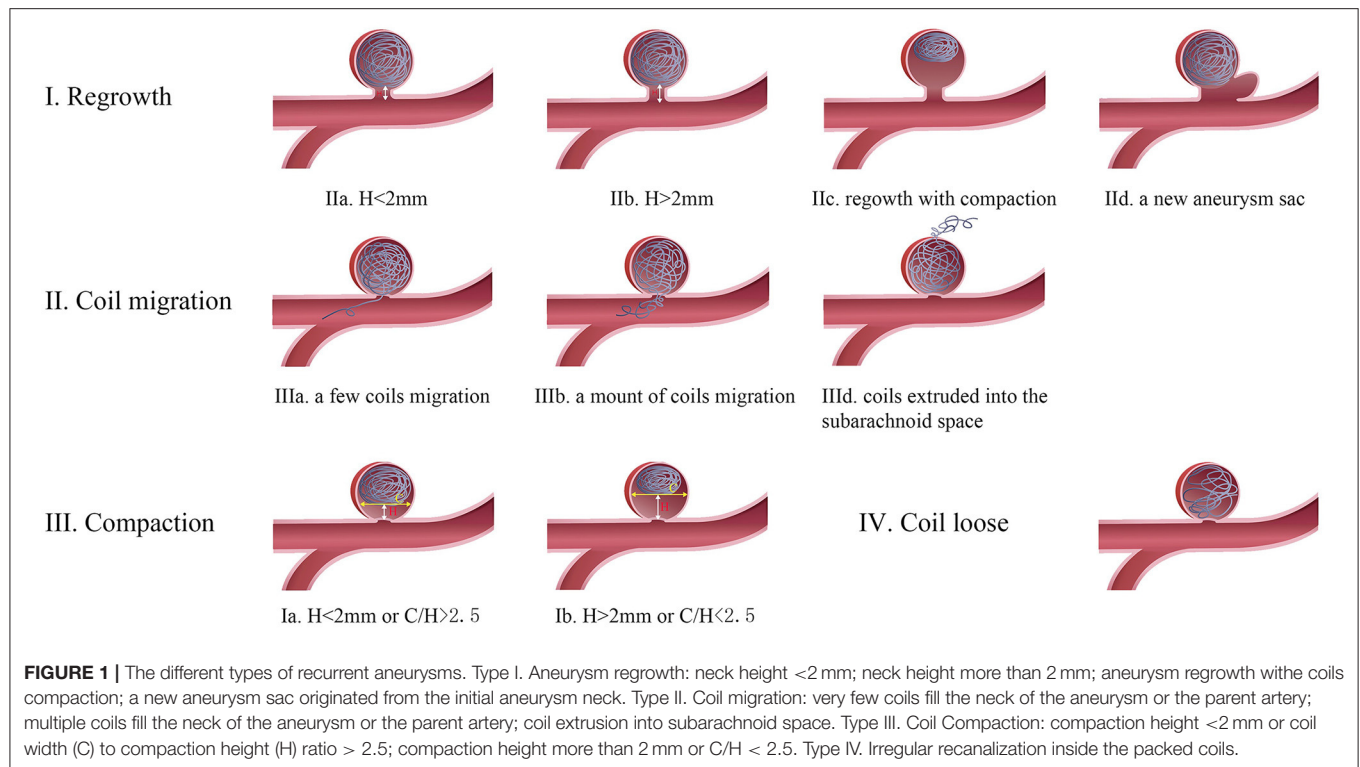 I. Regrowth
IIa. H<2mm
IIb. H>2mm
IIc. regowth with compaction
IId. a new aneurysm sac
II. Coil migration
IIIa. a few coils migration
IIIb. a mount of coils migration
IIId. coils extruded into the
subarachnoid space
III. Compaction
C
H
C
H
IV. Coil loose
Ia. H<2mm or C/H>2.5
Ib. H>2mm or C/H<2.5
FIGURE 1 | The different types of recurrent aneurysms. Type I. Aneurysm regrowth: neck height <2 mm; neck height more than 2 mm; aneurysm regrowth withe coils
compaction; a new aneurysm sac originated from the initial aneurysm neck. Type II. Coil migration: very few coils fill the neck of the aneurysm or the parent artery;
multiple coils fill the neck of the aneurysm or the parent artery; coil extrusion into subarachnoid space. Type III. Coil Compaction: compaction height <2 mm or coil
width (C) to compaction height (H) ratio > 2.5; compaction height more than 2 mm or C/H < 2.5. Type IV. Irregular recanalization inside the packed coils.